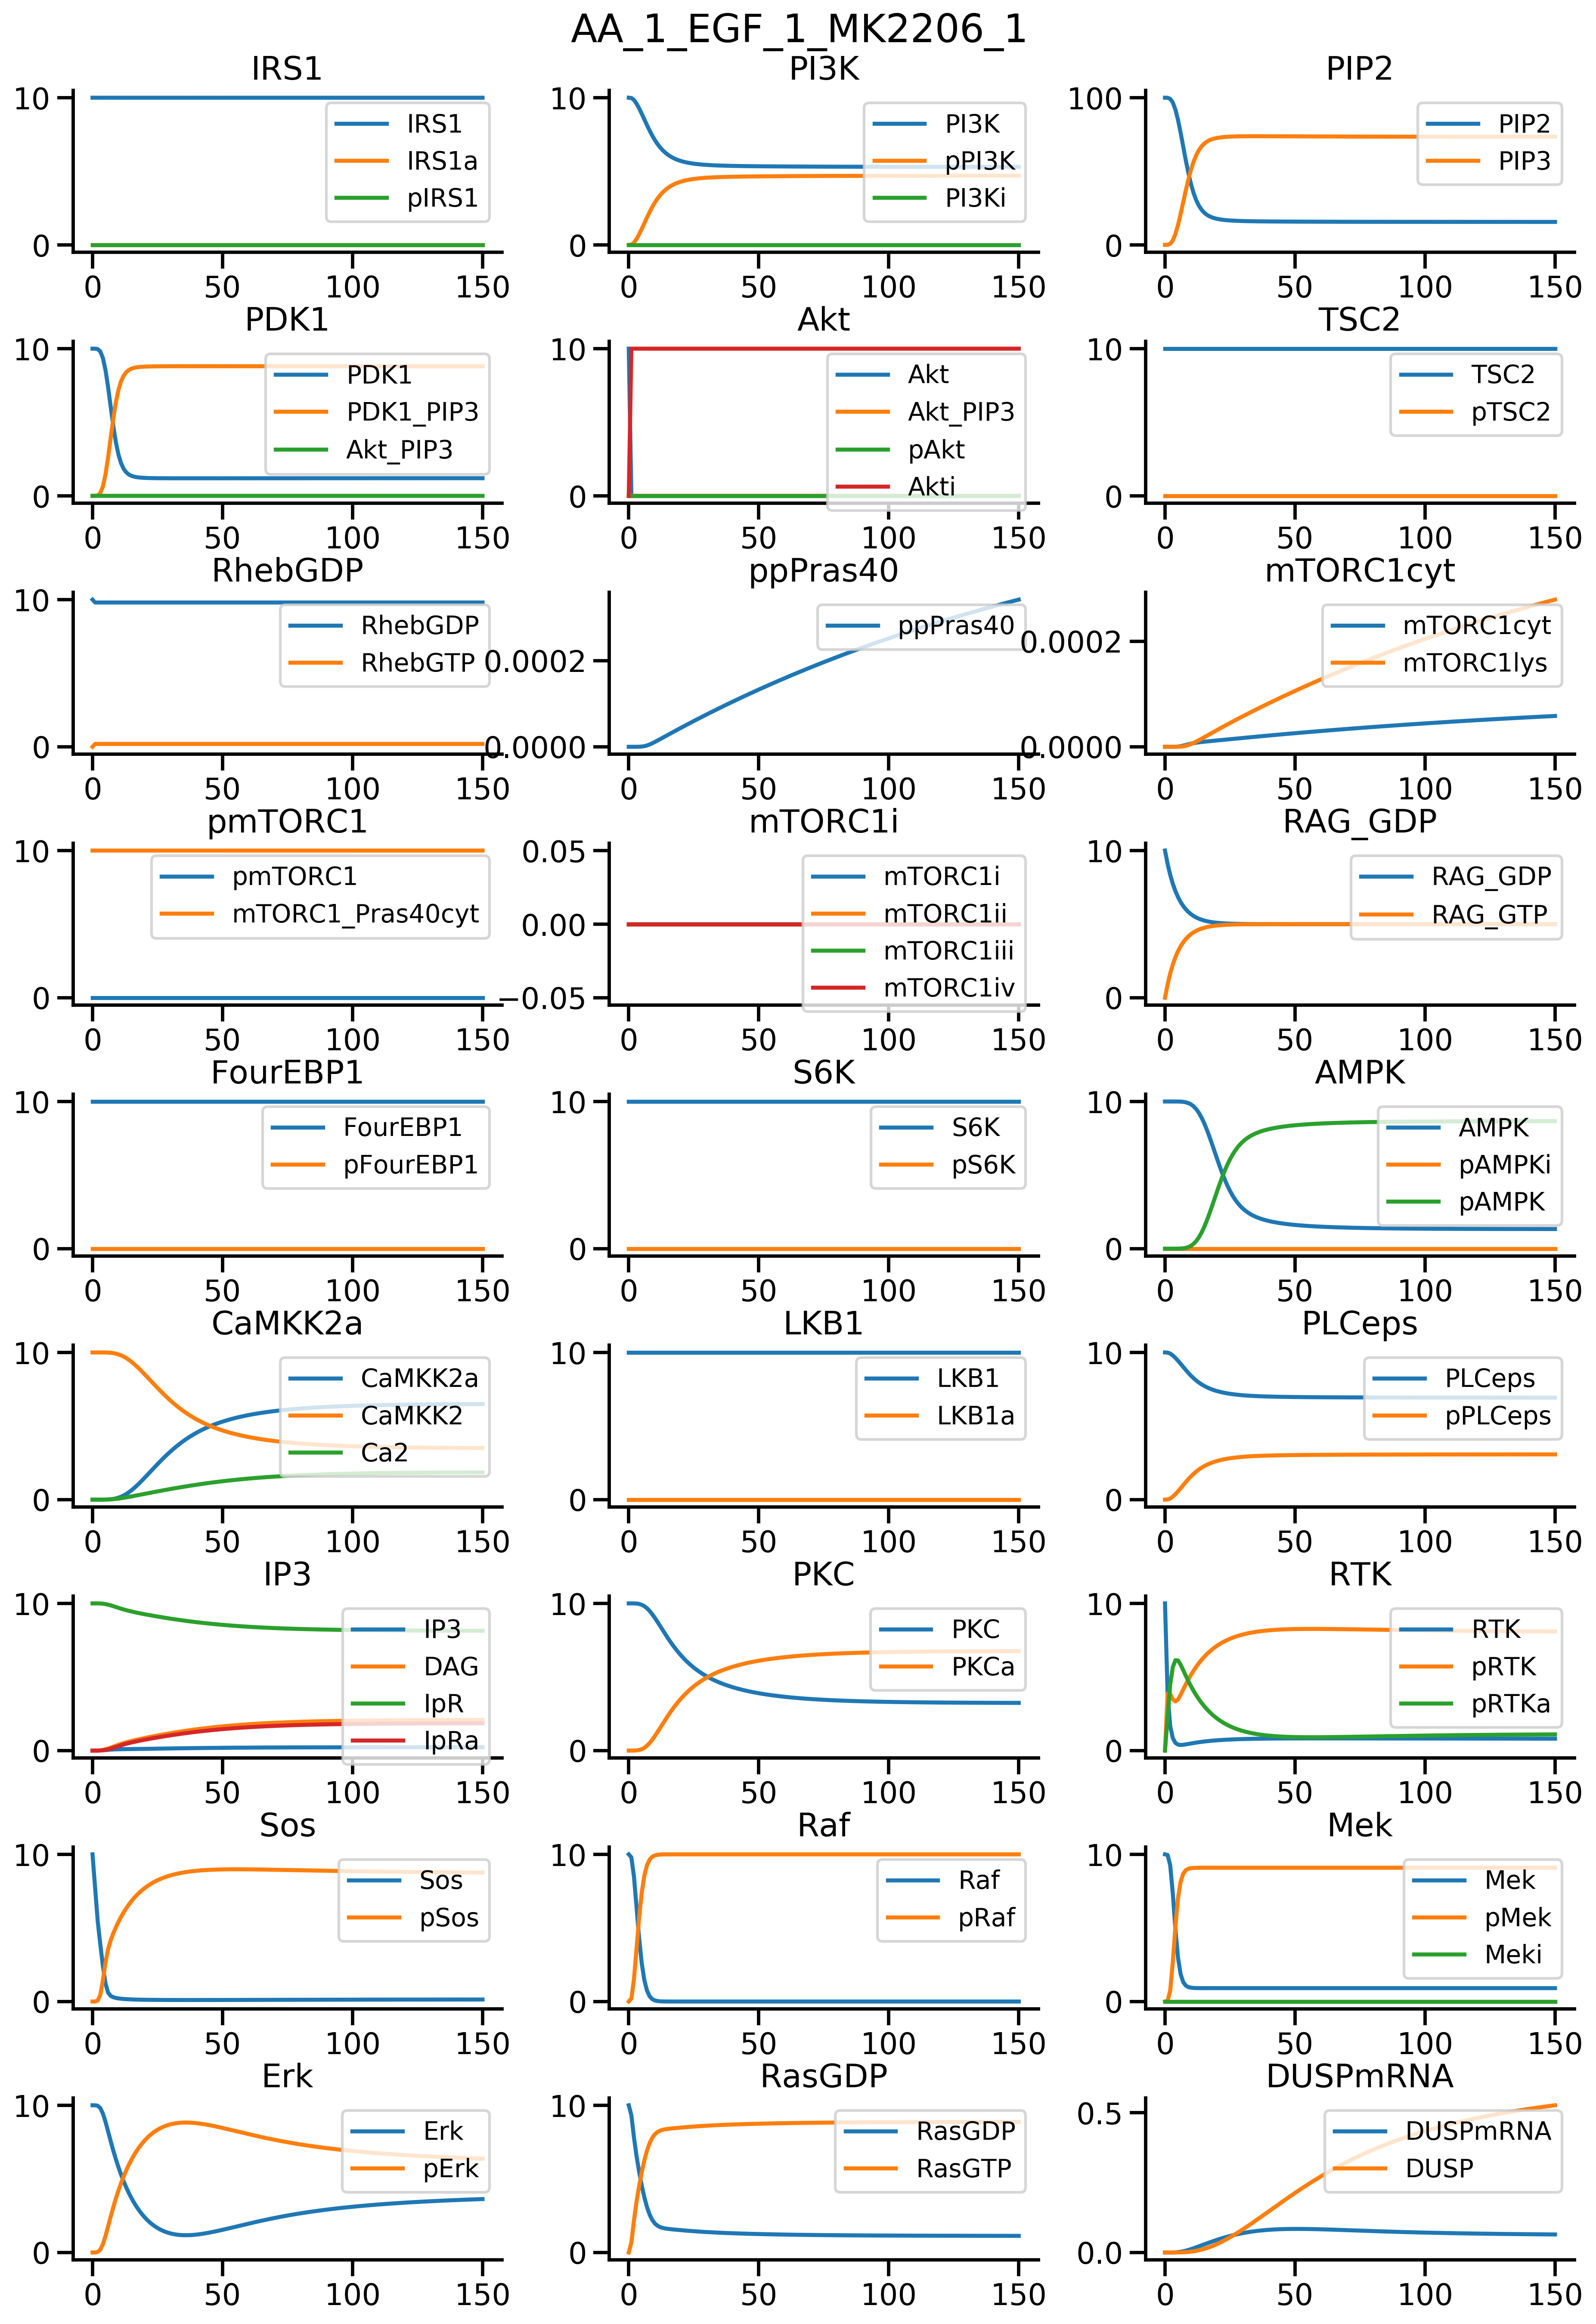 AA_1_EGF_1_MK2206_1
IRS1
10
0
0 50 100 150
IRS1
IRS1a
pIRS1
PI3K
10
0
0 50 100 150
PI3K
pPI3K
PI3Ki
PIP2
100
0
0 50 100 150
PIP2
PIP3
PDK1
10
0
0 50 100 150
PDK1
PDK1_PIP3
Akt_PIP3
Akt
10
0
0 50 100 150
Akt
Akt_PIP3
pAkt
Akti
TSC2
10
0
0 50 100 150
TSC2
pTSC2
RhebGDP
10
0
0 50 100 150
RhebGDP
RhebGTP
ppPras40
0.0002
0.0000
0 50 100 150
ppPras40
mTORC1cyt
0.0002
0.0000
0 50 100 150
mTORC1cyt
mTORC1lys
pmTORC1
10
0
0 50 100 150
pmTORC1
mTORC1_Pras40cyt
mTORC1i
0.05
0.00
−0.05
0 50 100 150
mTORC1i
mTORC1ii
mTORC1iii
mTORC1iv
RAG_GDP
10
0
0 50 100 150
RAG_GDP
RAG_GTP
FourEBP1
10
0
0 50 100 150
FourEBP1
pFourEBP1
S6K
10
0
0 50 100 150
S6K
pS6K
AMPK
10
0
0 50 100 150
AMPK
pAMPKi
pAMPK
CaMKK2a
10
0
0 50 100 150
CaMKK2a
CaMKK2
Ca2
LKB1
10
0
0 50 100 150
LKB1
LKB1a
PLCeps
10
0
0 50 100 150
PLCeps
pPLCeps
IP3
10
0
0 50 100 150
IP3
DAG
IpR
IpRa
PKC
10
0
0 50 100 150
PKC
PKCa
RTK
10
0
0 50 100 150
RTK
pRTK
pRTKa
Sos
10
0
0 50 100 150
Sos
pSos
Raf
10
0
0 50 100 150
Raf
pRaf
Mek
10
0
0 50 100 150
Mek
pMek
Meki
Erk
10
0
0 50 100 150
Erk
pErk
RasGDP
10
0
0 50 100 150
RasGDP
RasGTP
DUSPmRNA
0.5
0.0
0 50 100 150
DUSPmRNA
DUSP